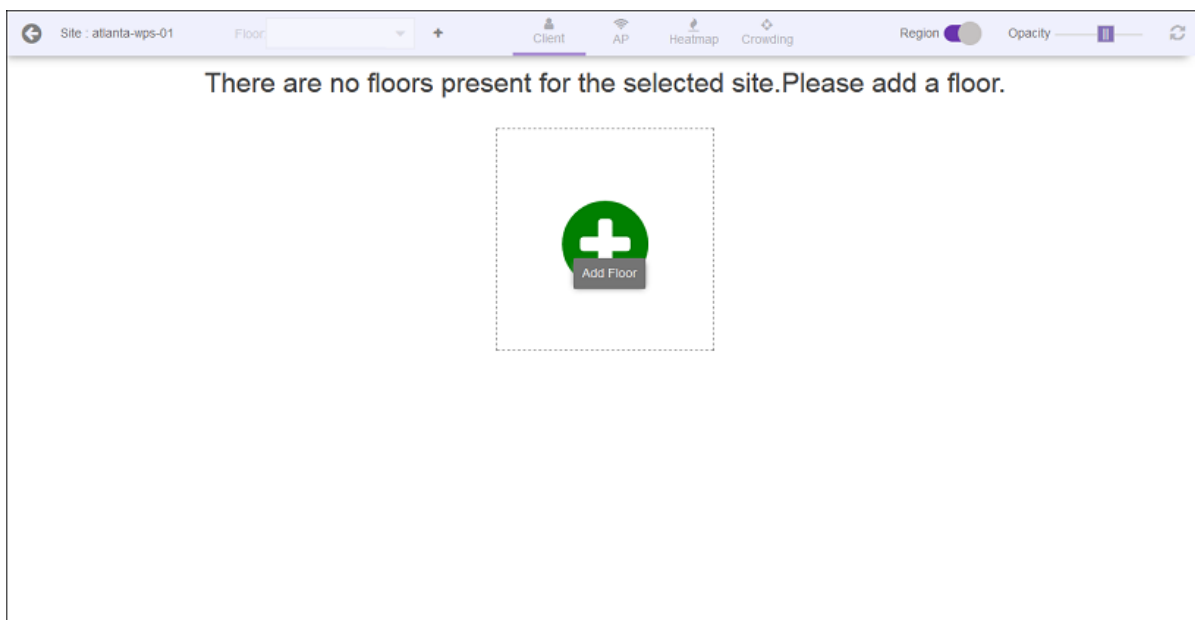 Site : atlanta-wps-01 Floor Client AP Heatmap Crowding Region Opacity
There are no floors present for the selected site.Please add a floor.
Add Floor